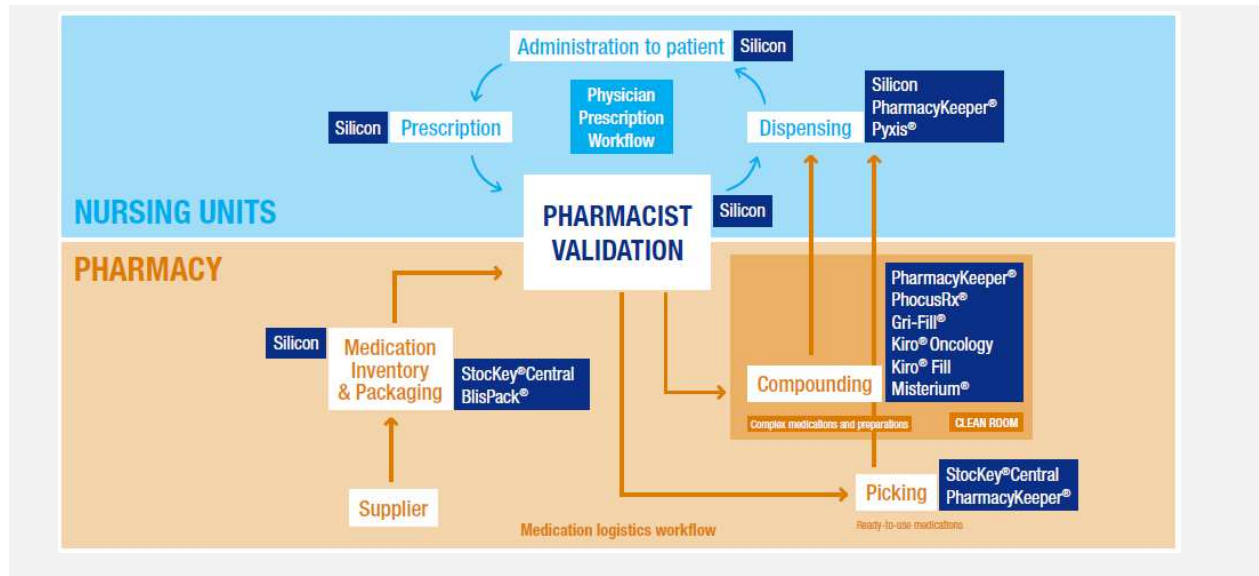 Administration to patient
Silicon
Physician
Prescription
Workflow
Silicon
Prescription
Dispensing
Silicon
PharmacyKeeper®
Pyxis®
NURSING UNITS
PHARMACIST
VALIDATION
Silicon
PHARMACY
Silicon
Medication
Inventory
& Packaging
StocKey®Central
BlisPack®
Supplier
Compounding
PharmacyKeeper®
PhocusRx®
Gri-Fill®
Kiro® Oncology
Kiro® Fill
Misterium®
Complex medications and preparations
CLEAN ROOM
Picking
StocKey®Central
PharmacyKeeper®
Ready-to-use medications
Medication logistics workflow